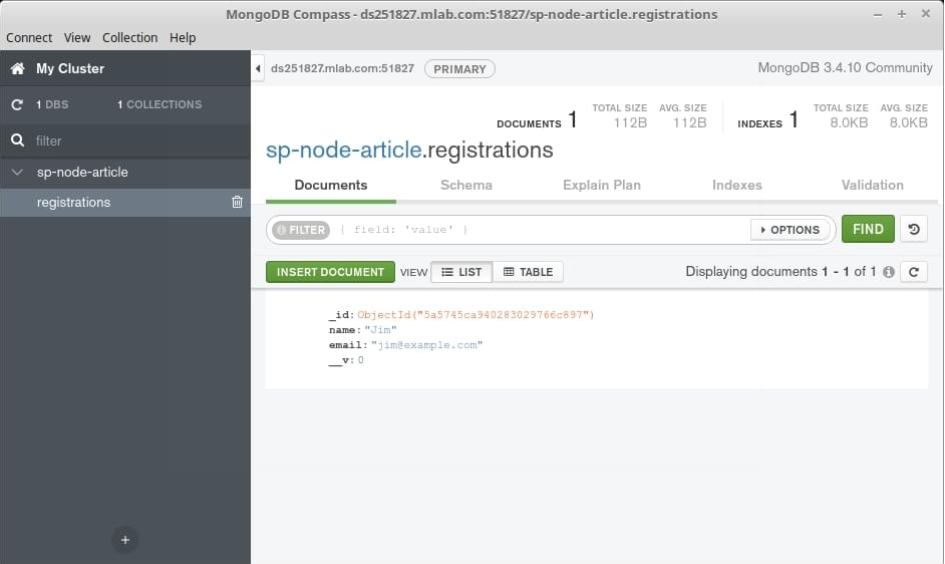 MongoDB Compass - ds251827.mlab.com:51827/sp-node-article.registrations
Connect View Collection Help
My Cluster
1 DBS 1 COLLECTIONS
filter
sp-node-article
registrations
ds251827.mlab.com:51827 PRIMARY MongoDB 3.4.10 Community
DOCUMENTS 1 TOTAL SIZE 112B AVG. SIZE 112B INDEXES 1 TOTAL SIZE 8.0KB AVG. SIZE 8.0KB
sp-node-article.registrations
Documents Schema Explain Plan Indexes Validation
FILTER { field: 'value' } OPTIONS FIND
INSERT DOCUMENT VIEW LIST TABLE Displaying documents 1 - 1 of 1
_id: ObjectId("5a5745ca940283029766c897")
name: "Jim"
email: "jim@example.com"
__v: 0